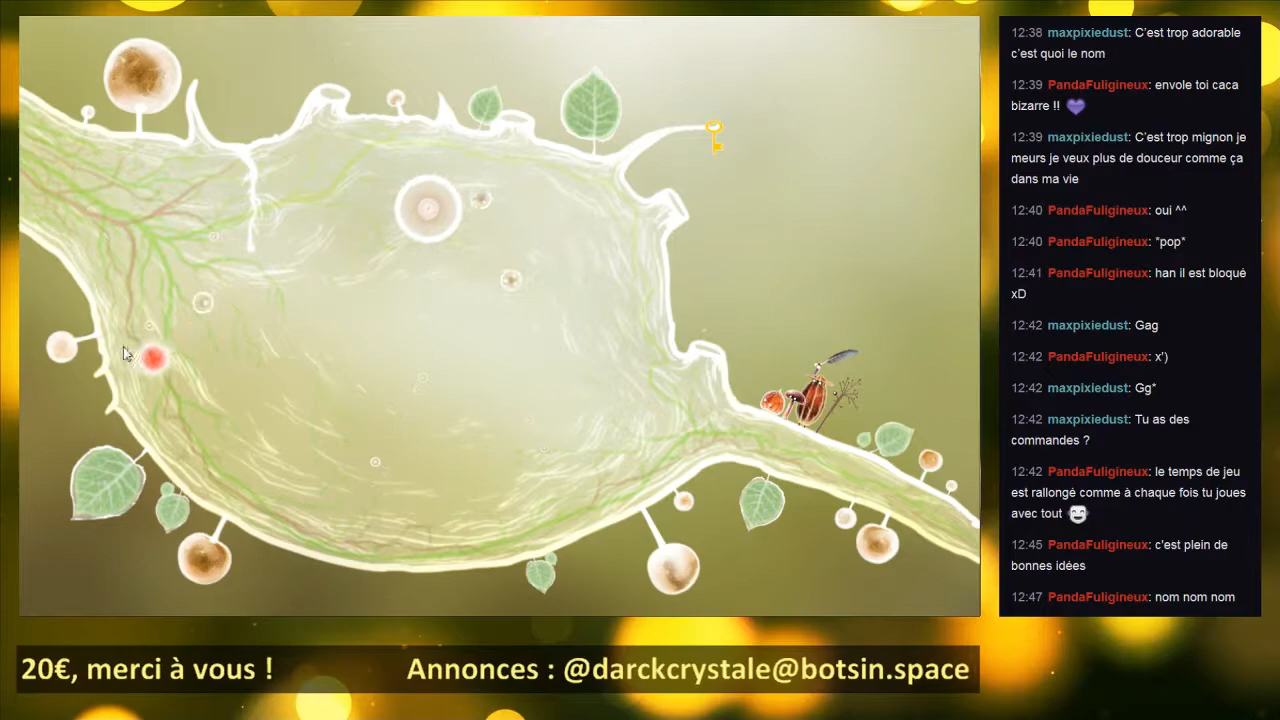 12:38 maxpixiedust: C'est trop adorable
c'est quoi le nom
12:39 PandaFuligineux: envole toi caca
bizarre !!
12:39 maxpixiedust: C'est trop mignon je
meurs je veux plus de douceur comme ça
dans ma vie
12:40 PandaFuligineux: oui ^^
12:40 PandaFuligineux: *pop*
12:41 PandaFuligineux: han il est bloqué
xD
12:42 maxpixiedust: Gag
12:42 PandaFuligineux: x')
12:42 maxpixiedust: Gg*
12:42 maxpixiedust: Tu as des
commandes ?
12:42 PandaFuligineux: le temps de jeu
est rallongé comme à chaque fois tu joues
avec tout
12:45 PandaFuligineux: c'est plein de
bonnes idées
12:47 PandaFuligineux: nom nom nom
20€, merci à vous !
Annonces : @darckcrystale@botsin.space